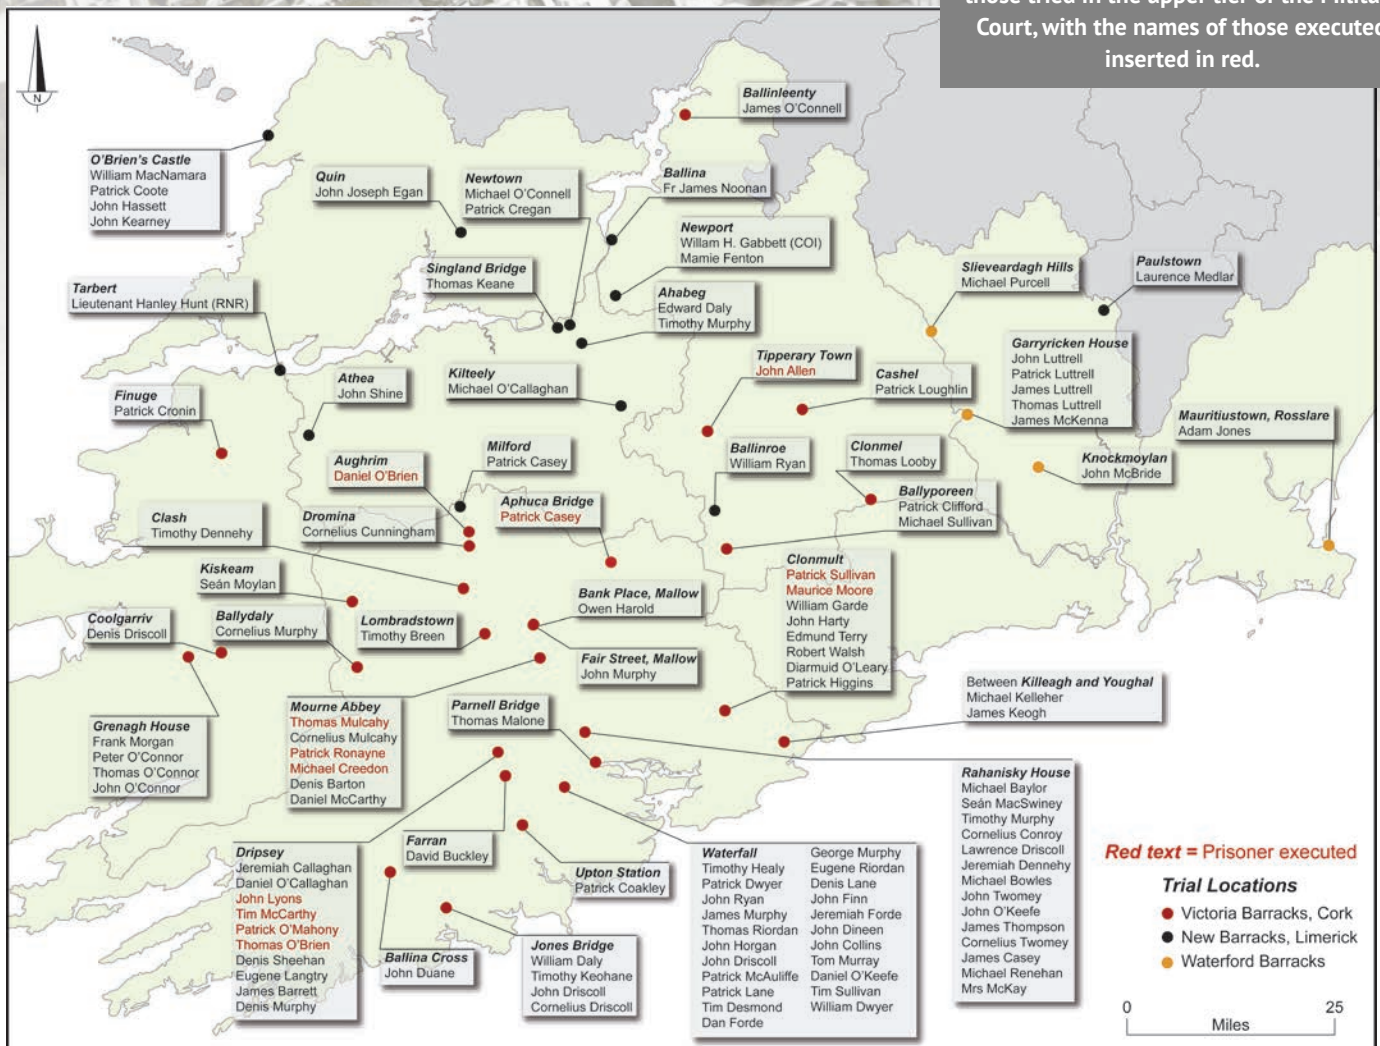 those tried in the upper tier of the
Court, with the names of those executed
inserted in red.
N
Ballinleenty
James O'Connell
O'Brien's Castle
William MacNamara
Patrick Coote
John Hassett
John Kearney
Quin
John Joseph Egan
Newtown
Michael O'Connell
Patrick Cregan
Ballina
Fr James Noonan
Newport
Willam H. Gabbett (COI)
Mamie Fenton
Singland Bridge
Thomas Keane
Slieveardagh Hills
Michael Purcell
Paulstown
Laurence Medlar
Tarbert
Lieutenant Hanley Hunt (RNR)
Ahabeg
Edward Daly
Timothy Murphy
Garryricken House
John Luttrell
Patrick Luttrell
James Luttrell
Thomas Luttrell
James McKenna
Tipperary Town
John Allen
Cashel
Patrick Loughlin
Kilteely
Michael O'Callaghan
Athea
John Shine
Finuge
Patrick Cronin
Mauritiustown, Rosslare
Adam Jones
Milford
Patrick Casey
Ballinroe
William Ryan
Clonmel
Thomas Looby
Knockmoylan
John McBride
Aughrim
Daniel O'Brien
Ballyporeen
Patrick Clifford
Michael Sullivan
Aphuca Bridge
Patrick Casey
Clash
Timothy Dennehy
Dromina
Cornelius Cunningham
Clonmult
Patrick Sullivan
Maurice Moore
William Garde
John Harty
Edmund Terry
Robert Walsh
Diarmuid O'Leary
Patrick Higgins
Kiskeam
Seán Moylan
Bank Place, Mallow
Owen Harold
Coolgarriv
Denis Driscoll
Ballydaly
Cornelius Murphy
Lombradstown
Timothy Breen
Fair Street, Mallow
John Murphy
Between Killeagh and Youghal
Michael Kelleher
James Keogh
Mourne Abbey
Thomas Mulcahy
Cornelius Mulcahy
Patrick Ronayne
Michael Creedon
Denis Barton
Daniel McCarthy
Parnell Bridge
Thomas Malone
Grenagh House
Frank Morgan
Peter O'Connor
Thomas O'Connor
John O'Connor
Rahanisky House
Michael Baylor
Seán MacSwiney
Timothy Murphy
Cornelius Conroy
Lawrence Driscoll
Jeremiah Dennehy
Michael Bowles
John Twomey
John O'Keefe
James Thompson
Cornelius Twomey
James Casey
Michael Renehan
Mrs McKay
Farran
David Buckley
Dripsey
Jeremiah Callaghan
Daniel O'Callaghan
John Lyons
Tim McCarthy
Patrick O'Mahony
Thomas O'Brien
Denis Sheehan
Eugene Langtry
James Barrett
Denis Murphy
Upton Station
Patrick Coakley
Waterfall
Timothy Healy
Patrick Dwyer
John Ryan
James Murphy
Thomas Riordan
John Horgan
John Driscoll
Patrick McAuliffe
Patrick Lane
Tim Desmond
Dan Forde
George Murphy
Eugene Riordan
Denis Lane
John Finn
Jeremiah Forde
John Dineen
John Collins
Tom Murray
Daniel O'Keefe
Tim Sullivan
William Dwyer
Ballina Cross
John Duane
Jones Bridge
William Daly
Timothy Keohane
John Driscoll
Cornelius Driscoll
Red text = Prisoner executed
Trial Locations
Victoria Barracks, Cork
New Barracks, Limerick
Waterford Barracks
0 25
Miles